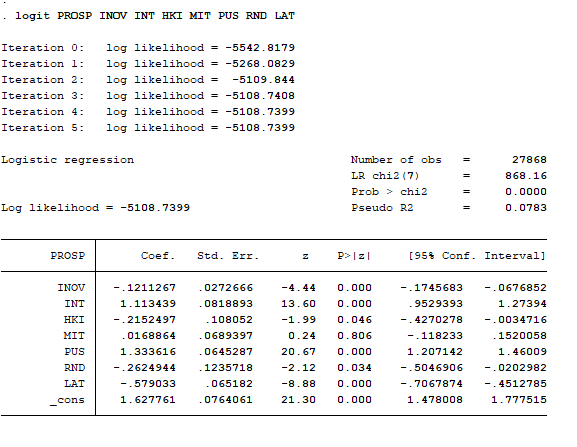 .
. logit PROSP INOV INT HKI MIT PUS RND LAT
Iteration 0:   log likelihood = -5542.8179
Iteration 1:   log likelihood = -5268.0829
Iteration 2:   log likelihood =  -5109.844
Iteration 3:   log likelihood = -5108.7408
Iteration 4:   log likelihood = -5108.7399
Iteration 5:   log likelihood = -5108.7399
Logistic regression                               Number of obs   =      27868
LR chi2(7)      =     868.16
Prob > chi2     =     0.0000
Log likelihood = -5108.7399                       Pseudo R2       =     0.0783
PROSP       Coef.   Std. Err.      z    P>|z|     [95% Conf. Interval]
INOV   -.1211267   .0272666    -4.44   0.000    -.1745683   -.0676852
INT    1.113439   .0818893    13.60   0.000     .9529393     1.27394
HKI   -.2152497    .108052    -1.99   0.046    -.4270278   -.0034716
MIT    .0168864   .0689397     0.24   0.806     -.118233    .1520058
PUS    1.333616   .0645287    20.67   0.000     1.207142     1.46009
RND   -.2624944   .1235718    -2.12   0.034    -.5046906   -.0202982
LAT    -.579033    .065182    -8.88   0.000    -.7067874   -.4512785
_cons    1.627761   .0764061    21.30   0.000     1.478008    1.777515